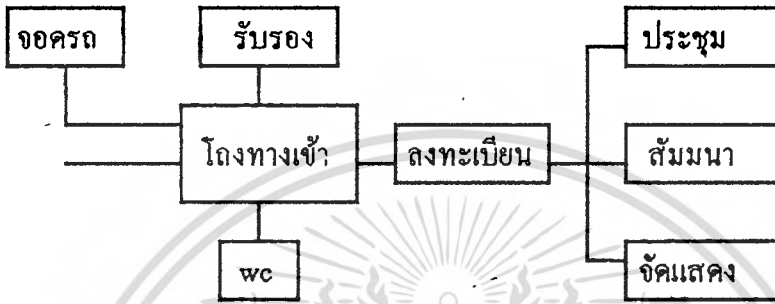 จอดรถ
รับรอง
ประชุม
โถงทางเข้า
ลงทะเบียน
สัมมนา
wc
จัดแสดง